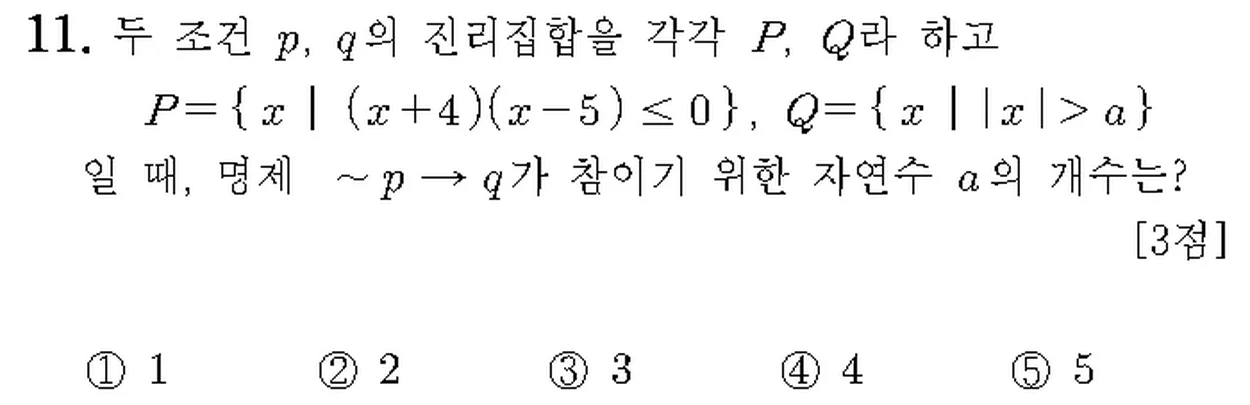 11. 두 조건 p, q의 진리집합을 각각 P, Q라 하고
P={ x | (x+4)(x-5) ≤ 0}, Q={ x | |x| > a}
일 때, 명제 ~p → q가 참이기 위한 자연수 a의 개수는?
[3점]
① 1 ② 2 ③ 3 ④ 4 ⑤ 5